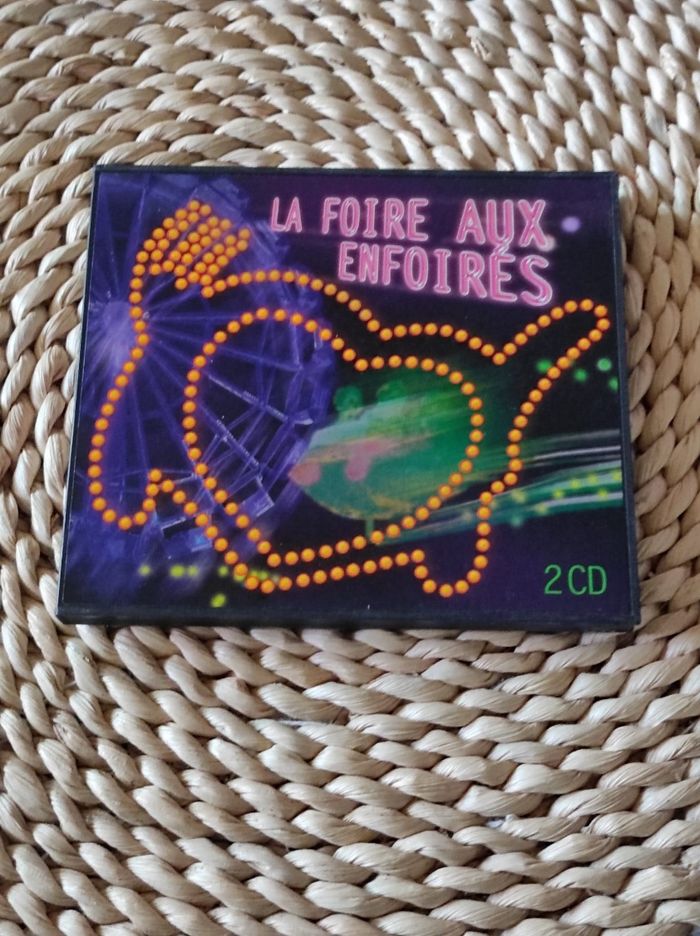 LA FOIRE AUX
ENFOIRÉS
2CD